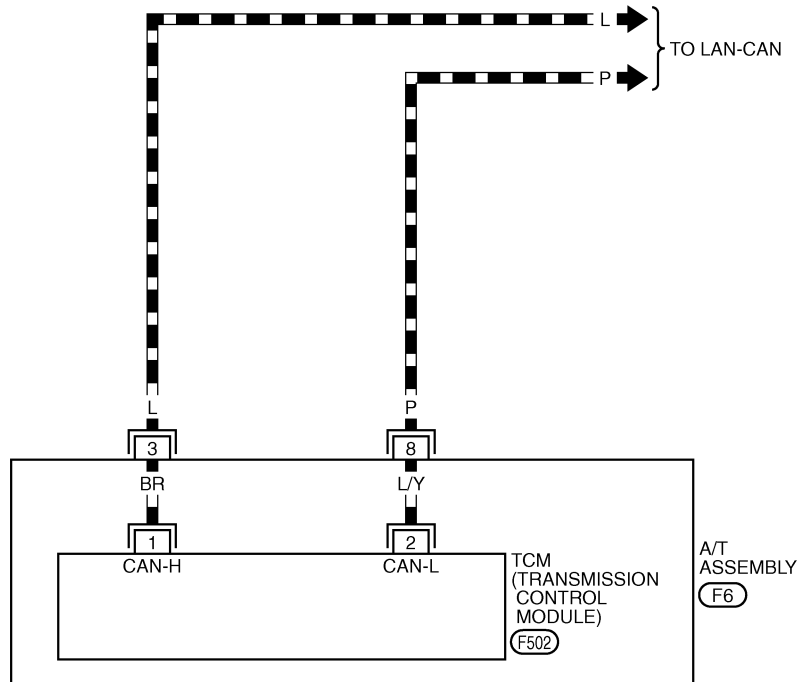 L
TO LAN-CAN
P
L
P
3
8
BR
L/Y
1
2
CAN-H
CAN-L
TCM
(TRANSMISSION
CONTROL
MODULE)
F502
A/T
ASSEMBLY
F6